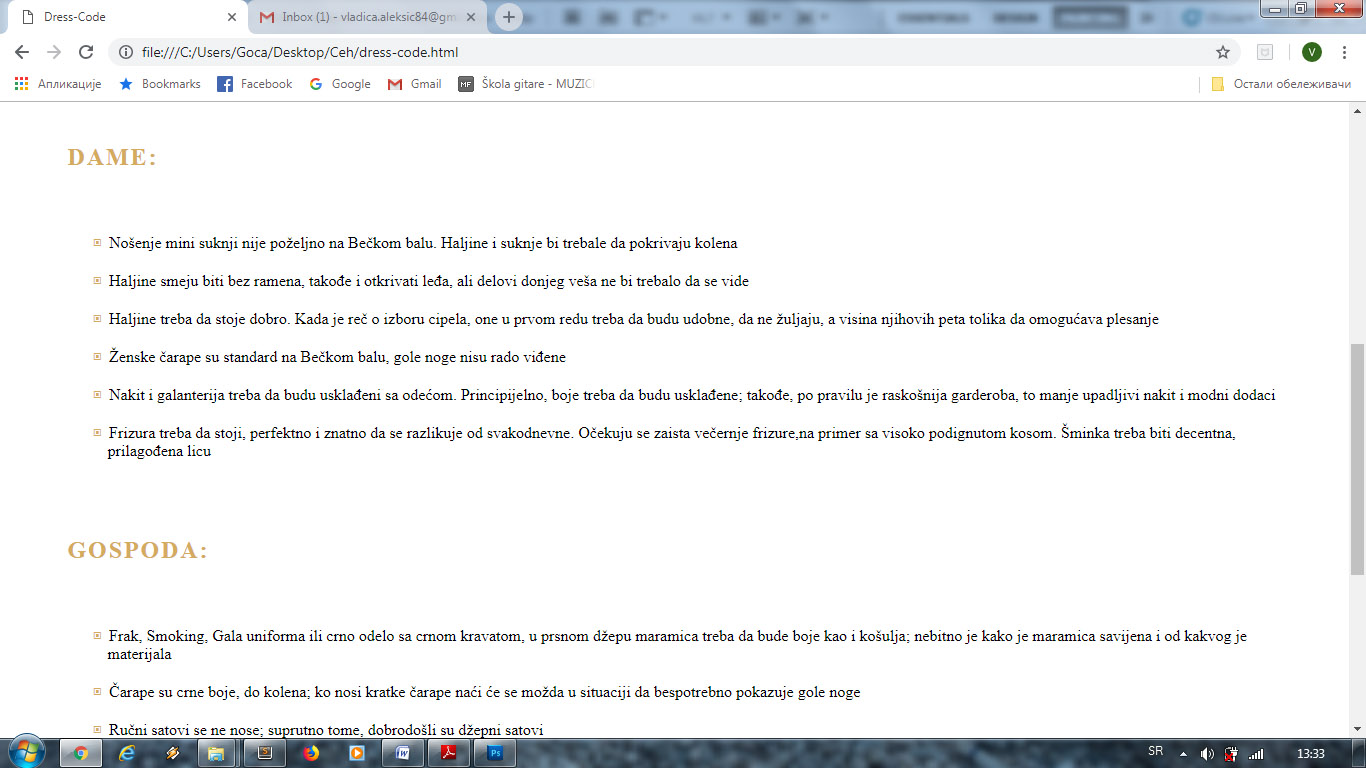 Dress-Code
Inbox (1) - vladica.aleksic84@gm
file:///C:/Users/Goca/Desktop/Ceh/dress-code.html
V
Апликације
Bookmarks
Facebook
Google
Gmail
MF
Škola gitare - MUZIC
Остали обележивачи
DAME:
Nošenje mini suknji nije poželjno na Bečkom balu. Haljine i suknje bi trebale da pokrivaju kolena
Haljine smeju biti bez ramena, takođe i otkrivati leđa, ali delovi donjeg veša ne bi trebalo da se vide
Haljine treba da stoje dobro. Kada je reč o izboru cipela, one u prvom redu treba da budu udobne, da ne žuljaju, a visina njihovih peta tolika da omogućava plesanje
Ženske čarape su standard na Bečkom balu, gole noge nisu rado viđene
Nakit i galanterija treba da budu usklađeni sa odećom. Principijelno, boje treba da budu usklađene; takođe, po pravilu je raskošnija garderoba, to manje upadljivi nakit i modni dodaci
Frizura treba da stoji, perfektno i znatno da se razlikuje od svakodnevne. Očekuju se zaista večernje frizure,na primer sa visoko podignutom kosom. Šminka treba biti decentna,
prilagođena licu
GOSPODA:
Frak, Smoking, Gala uniforma ili crno odelo sa crnom kravatom, u prsnom džepu maramica treba da bude boje kao i košulja; nebitno je kako je maramica savijena i od kakvog je
materijala
Čarape su crne boje, do kolena; ko nosi kratke čarape naći će se možda u situaciji da bespotrebno pokazuje gole noge
Ručni satovi se ne nose; suprutno tome, dobrodošli su džepni satovi
Ps
SR
13:33